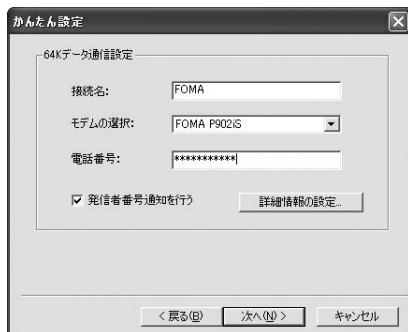 かんたん設定
64Kデータ通信設定
接続名:
FOMA
モデムの選択:
FOMA P902iS
電話番号:
***********
発信者番号通知を行う
詳細情報の設定...
< 戻る(B)
次へ(N) >
キャンセル